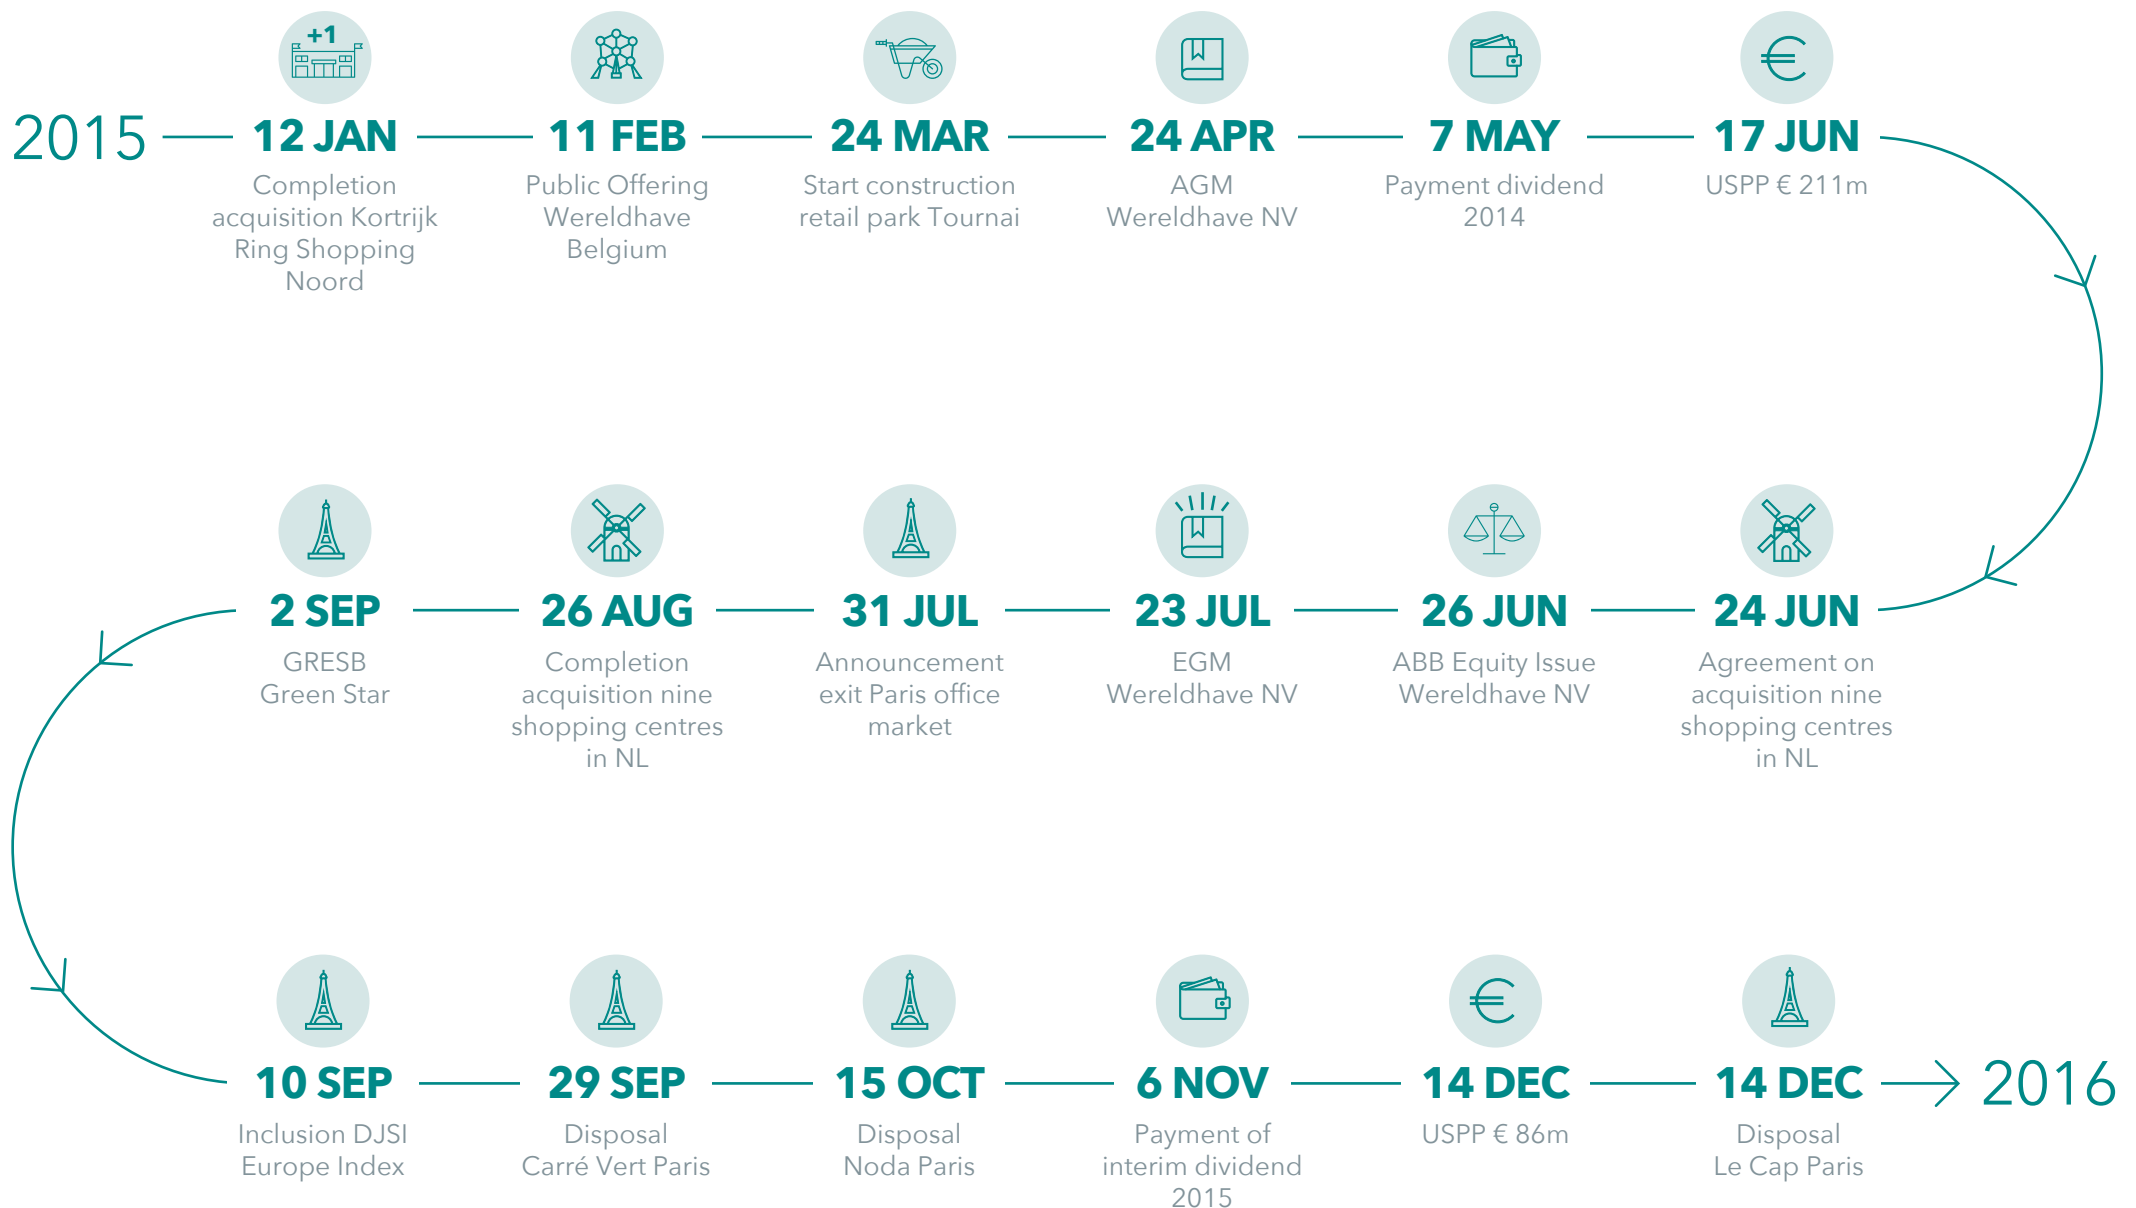 2015
+1
12 JAN
Completion
acquisition Kortrijk
Ring Shopping
Noord
11 FEB
Public Offering
Wereldhave
Belgium
24 MAR
Start construction
retail park Tournai
24 APR
AGM
Wereldhave NV
7 MAY
Payment dividend
2014
17 JUN
USPP € 211m
24 JUN
Agreement on
acquisition nine
shopping centres
in NL
26 JUN
ABB Equity Issue
Wereldhave NV
23 JUL
EGM
Wereldhave NV
31 JUL
Announcement
exit Paris office
market
26 AUG
Completion
acquisition nine
shopping centres
in NL
2 SEP
GRESB
Green Star
10 SEP
Inclusion DJSI
Europe Index
29 SEP
Disposal
Carré Vert Paris
15 OCT
Disposal
Noda Paris
6 NOV
Payment of
interim dividend
2015
14 DEC
USPP € 86m
14 DEC
Disposal
Le Cap Paris
2016